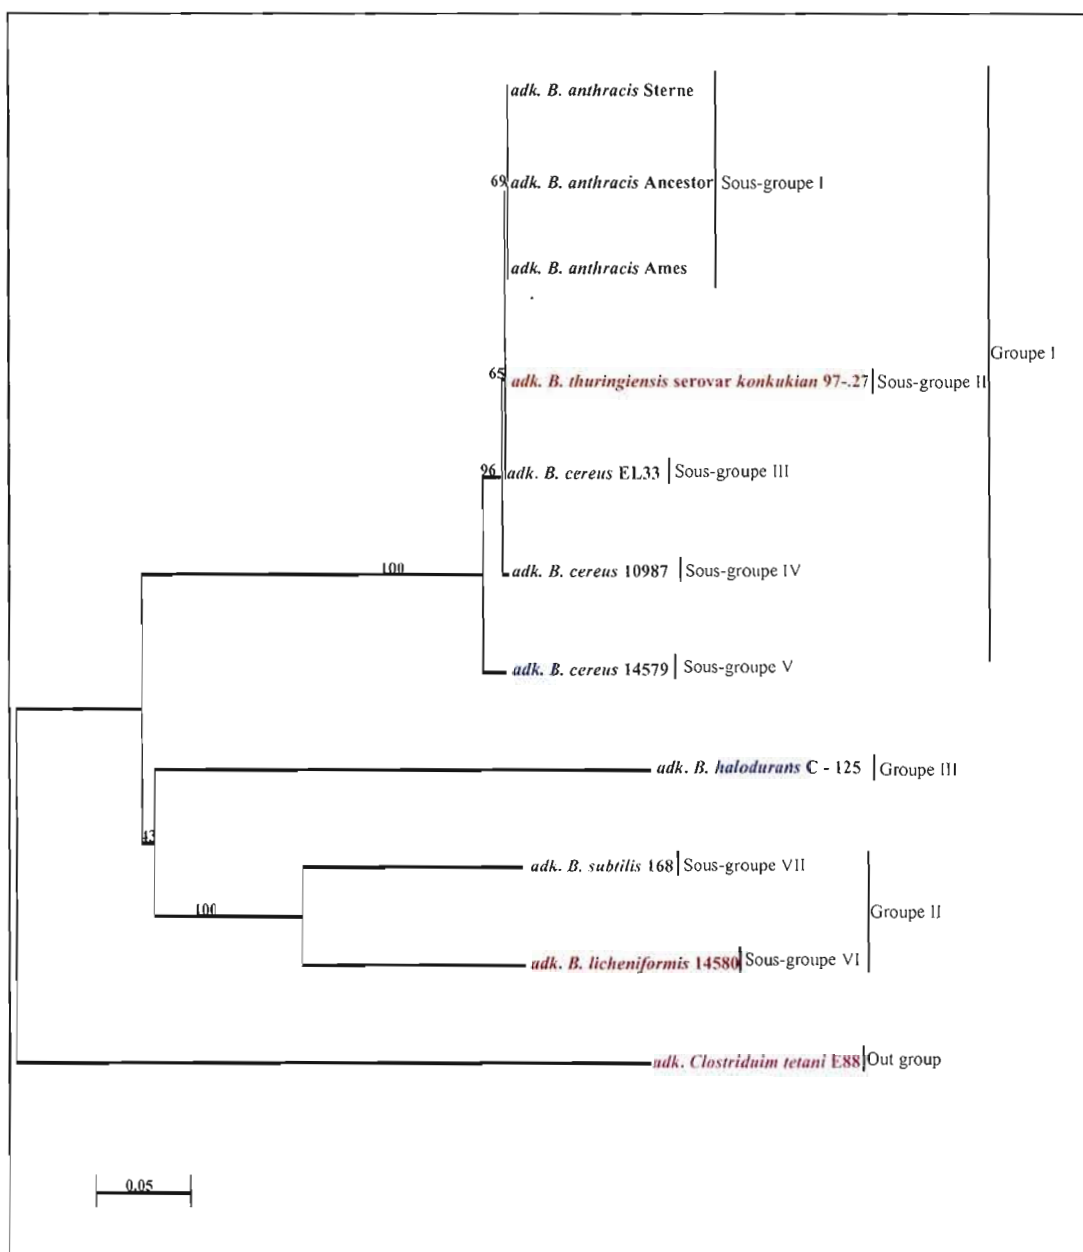 adk. B. anthracis Sterne
69 adk. B. anthracis Ancestor Sous-groupe I
adk. B. anthracis Ames
Groupe I
65 adk. B. thuringiensis serovar konkukian 97-.27 Sous-groupe II
96 adk. B. cereus EL33 Sous-groupe III
100 adk. B. cereus 10987 Sous-groupe IV
adk. B. cereus 14579 Sous-groupe V
adk. B. halodurans C - 125 Groupe III
43
adk. B. subtilis 168 Sous-groupe VII
100 Groupe II
adk. B. licheniformis 14580 Sous-groupe VI
adk. Clostriduim tetani E88 Out group
0.05